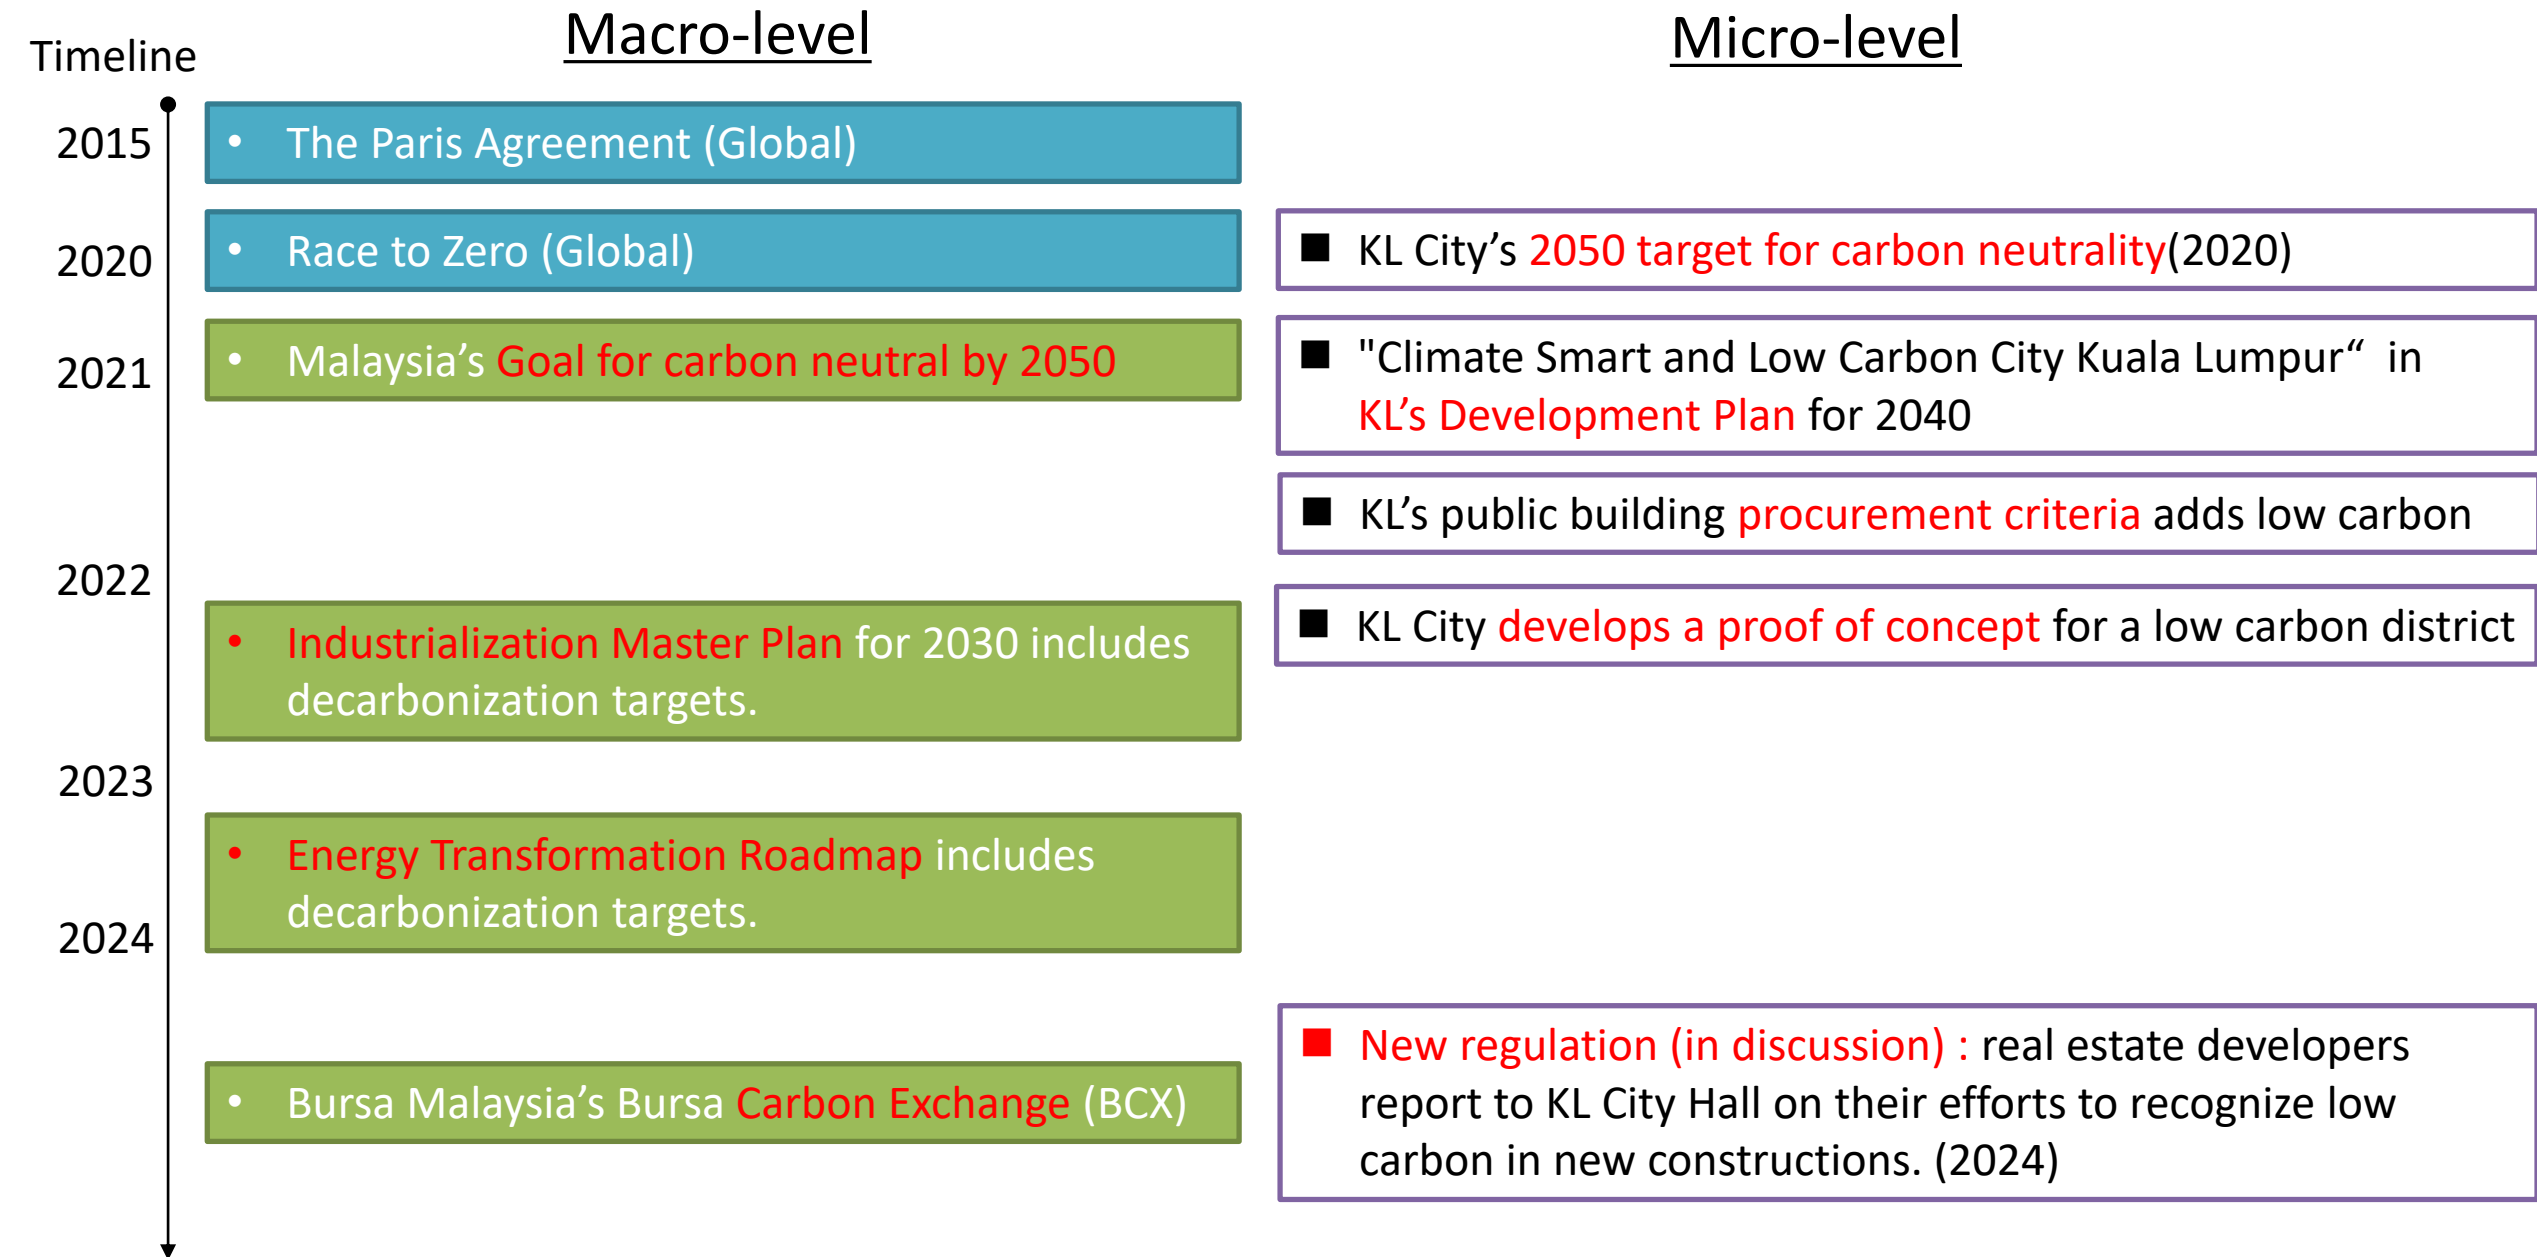 Macro-level
Micro-level
Timeline
2015
• The Paris Agreement (Global)
2020
• Race to Zero (Global)
■ KL City’s 2050 target for carbon neutrality(2020)
2021
• Malaysia’s Goal for carbon neutral by 2050
■ "Climate Smart and Low Carbon City Kuala Lumpur“ in
KL’s Development Plan for 2040
■ KL’s public building procurement criteria adds low carbon
2022
■ KL City develops a proof of concept for a low carbon district
• Industrialization Master Plan for 2030 includes
decarbonization targets.
2023
• Energy Transformation Roadmap includes
decarbonization targets.
2024
■ New regulation (in discussion) : real estate developers
report to KL City Hall on their efforts to recognize low
carbon in new constructions. (2024)
• Bursa Malaysia’s Bursa Carbon Exchange (BCX)